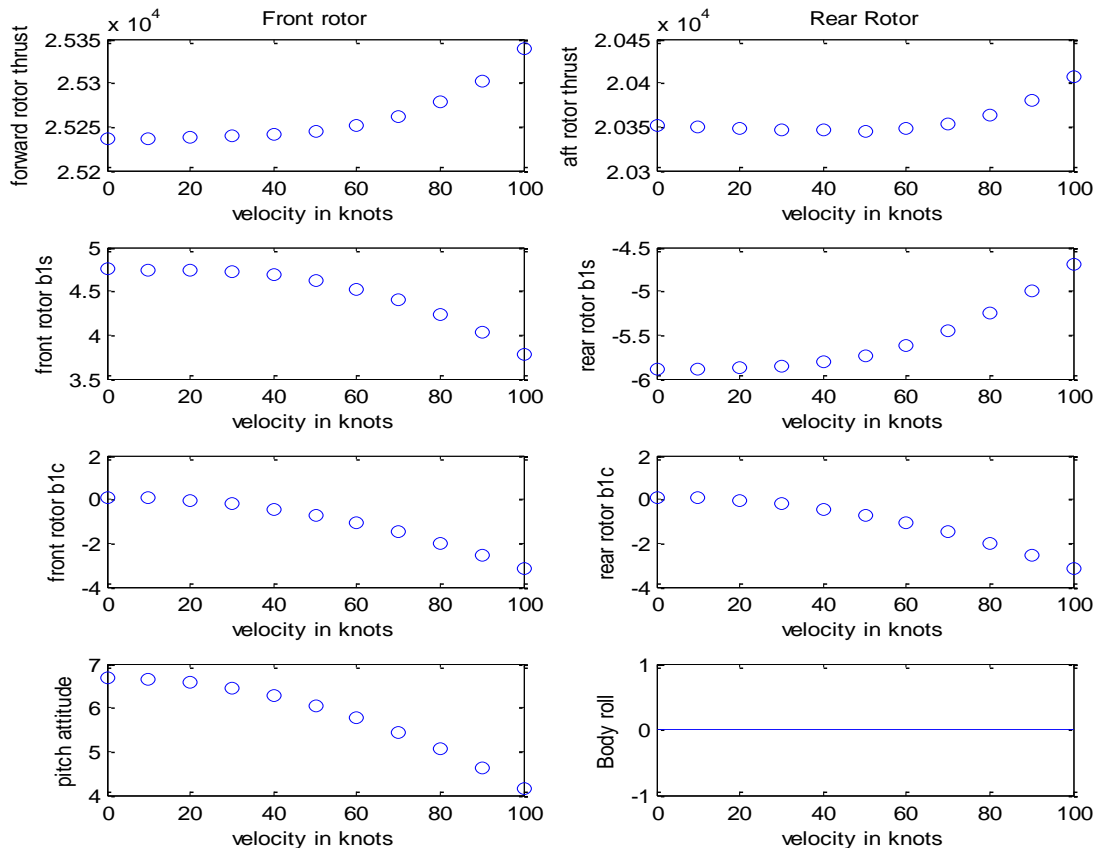 Front rotor
Rear Rotor
x 10^4
x 10^4
forward rotor thrust
2.535
2.53
2.525
2.52
0 20 40 60 80 100
velocity in knots
aft rotor thrust
2.045
2.04
2.035
2.03
0 20 40 60 80 100
velocity in knots
front rotor b1s
5
4.5
4
3.5
0 20 40 60 80 100
velocity in knots
rear rotor b1s
-4.5
-5
-5.5
-6
0 20 40 60 80 100
velocity in knots
front rotor b1c
2
0
-2
-4
0 20 40 60 80 100
velocity in knots
rear rotor b1c
2
0
-2
-4
0 20 40 60 80 100
velocity in knots
pitch attitude
7
6
5
4
0 20 40 60 80 100
velocity in knots
Body roll
1
0
-1
0 20 40 60 80 100
velocity in knots